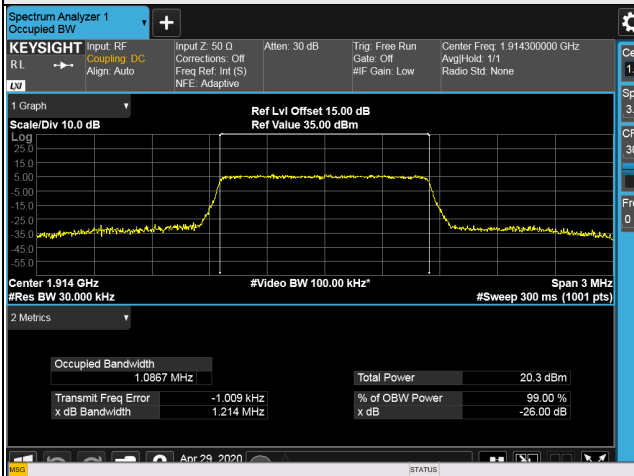 Spectrum Analyzer 1
Occupied BW
KEYSIGHT
RL
LXI
Input: RF
Coupling: DC
Align: Auto
Input Z: 50 Ω
Corrections: Off
Freq Ref: Int (S)
NFE: Adaptive
Atten: 30 dB
Trig: Free Run
Gate: Off
#IF Gain: Low
Center Freq: 1.914300000 GHz
Avg|Hold: 1/1
Radio Std: None
1 Graph
Scale/Div 10.0 dB
Ref Lvl Offset 15.00 dB
Ref Value 35.00 dBm
Log
25.0
15.0
5.00
-5.00
-15.0
-25.0
-35.0
-45.0
-55.0
Center 1.914 GHz
#Video BW 100.00 kHz*
Span 3 MHz
#Res BW 30.000 kHz
#Sweep 300 ms (1001 pts)
2 Metrics
Occupied Bandwidth
1.0867 MHz
Total Power 20.3 dBm
Transmit Freq Error -1.009 kHz
% of OBW Power 99.00 %
x dB Bandwidth 1.214 MHz
x dB -26.00 dB
Apr 29, 2020
MSG
STATUS